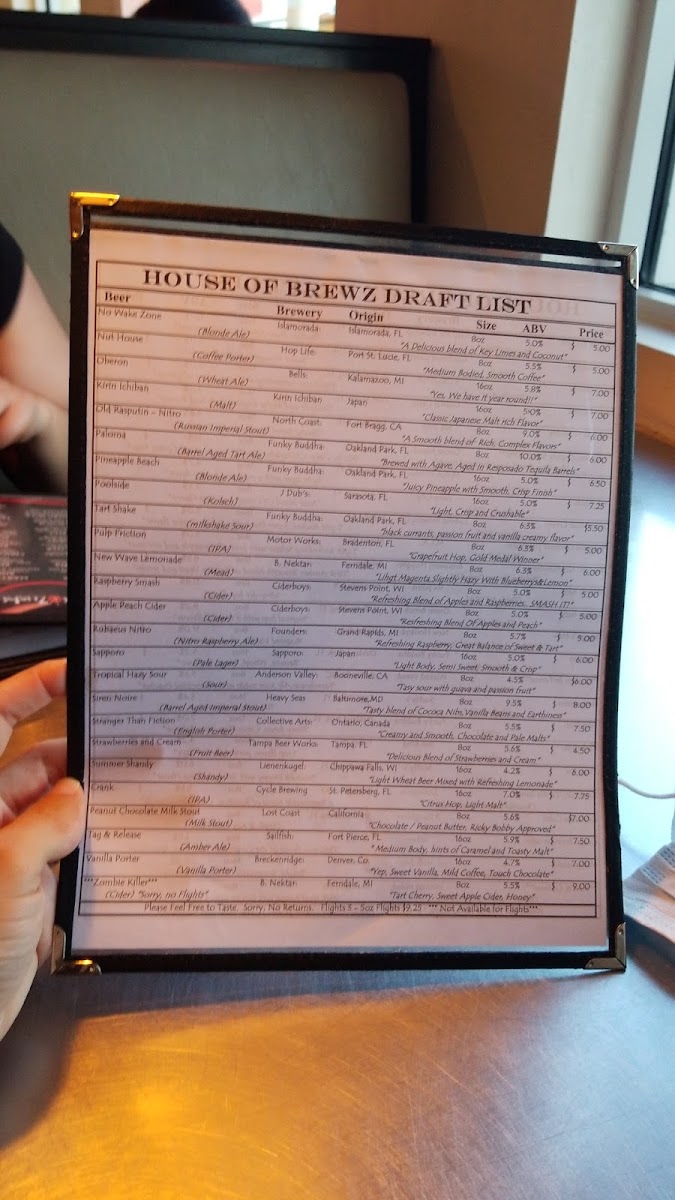 HOUSE OF BREWZ DRAFT LIST
Beer Brewery Origin Size ABV Price
No Wake Zone Islamorada: Islamorada, FL 8oz 5.0% $ 5.00
(Blonde Ale) "A Delicious blend of Key Limes and Coconut"
Nut House Hop Life: Port St. Lucie, FL 8oz 5.5% $ 5.00
(Coffee Porter) "Medium Bodied, Smooth Coffee"
Oberon Bells: Kalamazoo, MI 16oz 5.8% $ 7.00
(Wheat Ale) "Yes, We have it year round!!"
Kirin Ichiban Kirin Ichiban Japan 16oz 5.0% $ 7.00
(Malt) "Classic Japanese Malt rich Flavor"
Old Rasputin - Nitro North Coast: Fort Bragg, CA 8oz 9.0% $ 6.00
(Russian Imperial Stout) "A Smooth blend of Rich, Complex Flavors"
Paloma Funky Buddha: Oakland Park, FL 8oz 10.0% $ 6.00
(Barrel Aged Tart Ale) "Brewed with Agave, Aged in Resposado Tequila Barrels"
Pineapple Beach Funky Buddha: Oakland Park, FL 16oz 5.0% $ 6.50
(Blonde Ale) "Juicy Pineapple with Smooth, Crisp Finish"
Poolside J Dub's: Sarasota, FL 16oz 5.0% $ 7.25
(Kolsch) "Light, Crisp and Crushable"
Tart Shake Funky Buddha: Oakland Park, FL 8oz 6.3% $5.50
(milkshake Sour) "black currants, passion fruit and vanilla creamy flavor"
Pulp Friction Motor Works: Bradenton, FL 8oz 6.3% $ 5.00
(IPA) "Grapefruit Hop, Gold Medal Winner"
New Wave Lemonade B. Nektar: Ferndale, MI 8oz 6.3% $ 6.00
(Mead) "Lihgt Magenta Slightly Hazy With Blueberry&Lemon"
Raspberry Smash Ciderboys: Stevens Point, WI 8oz 5.0% $ 5.00
(Cider) "Refreshing Blend of Apples and Raspberries...SMASH IT!"
Apple Peach Cider Ciderboys: Stevens Point, WI 8oz 5.0% $ 5.00
(Cider) "Resfreshing Blend Of Apples and Peach"
Rubaeus Nitro Founders: Grand Rapids, MI 8oz 5.7% $ 5.00
(Nitro Raspberry Ale) "Refreshing Raspberry, Great Balance of Sweet & Tart"
Sapporo Sapporo: Japan 16oz 5.0% $ 6.00
(Pale Lager) "Light Body, Semi Sweet, Smooth & Crisp"
Tropical Hazy Sour Anderson Valley: Booneville, CA 8oz 4.5% $6.00
(Sour) "Tasy sour with guava and passion fruit"
Siren Noire Heavy Seas Baltimore,MD 8oz 9.5% $ 8.00
(Barrel Aged Imperal Stout) "Tasty blend of Cococa Nibs, Vanilla Beans and Earthiness"
Stranger Than Fiction Collective Arts: Ontario, Canada 8oz 5.5% $ 7.50
(English Porter) "Creamy and Smooth, Chocolate and Pale Malts"
Strawberries and Cream Tampa Beer Works: Tampa, FL 8oz 5.6% $ 4.50
(Fruit Beer) "Delicious Blend of Strawberries and Cream"
Summer Shandy Lienenkugel: Chippawa Falls, WI 16oz 4.2% $ 6.00
(Shandy) "Light Wheat Beer Mixed with Refreshing Lemonade"
Crank Cycle Brewing St. Petersberg, FL 16oz 7.0% $ 7.75
(IPA) "Citrus Hop, Light Malt"
Peanut Chocolate Milk Stout Lost Coast California 8oz 5.6% $7.00
(Milk Stout) "Chocolate / Peanut Butter, Ricky Bobby Approved"
Tag & Release Sailfish: Fort Pierce, FL 16oz 5.9% $ 7.50
(Amber Ale) "Medium Body, hints of Caramel and Toasty Malt"
Vanilla Porter Breckenridge: Denver, Co. 16oz 4.7% $ 7.00
(Vanilla Porter) "Yep, Sweet Vanilla, Mild Coffee, Touch Chocolate"
***Zombie Killer*** B. Nektar: Ferndale, MI 8oz 5.5% $ 9.00
(Cider) "Sorry, no Flights" "Tart Cherry, Sweet Apple Cider, Honey"
Please Feel Free to Taste. Sorry, No Returns. Flights 3 - 5oz Flights $9.25 *** Not Available for Flights***